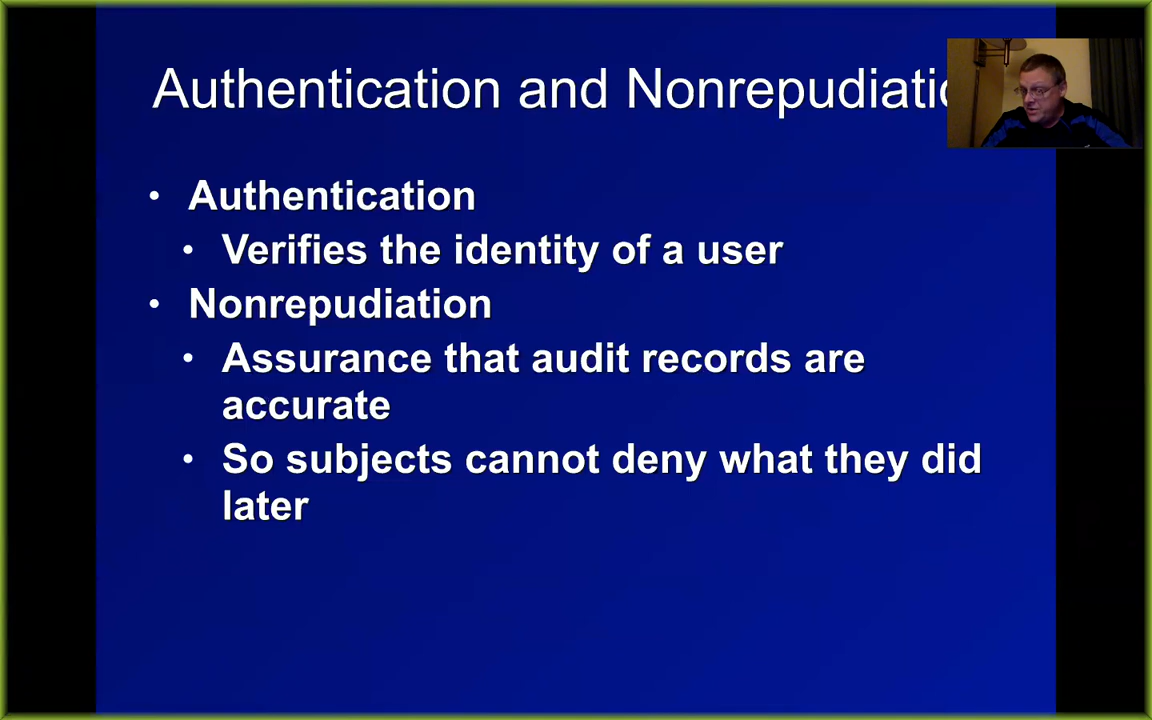 Authentication and Nonrepudiatio
• Authentication
• Verifies the identity of a user
• Nonrepudiation
• Assurance that audit records are
accurate
• So subjects cannot deny what they did
later